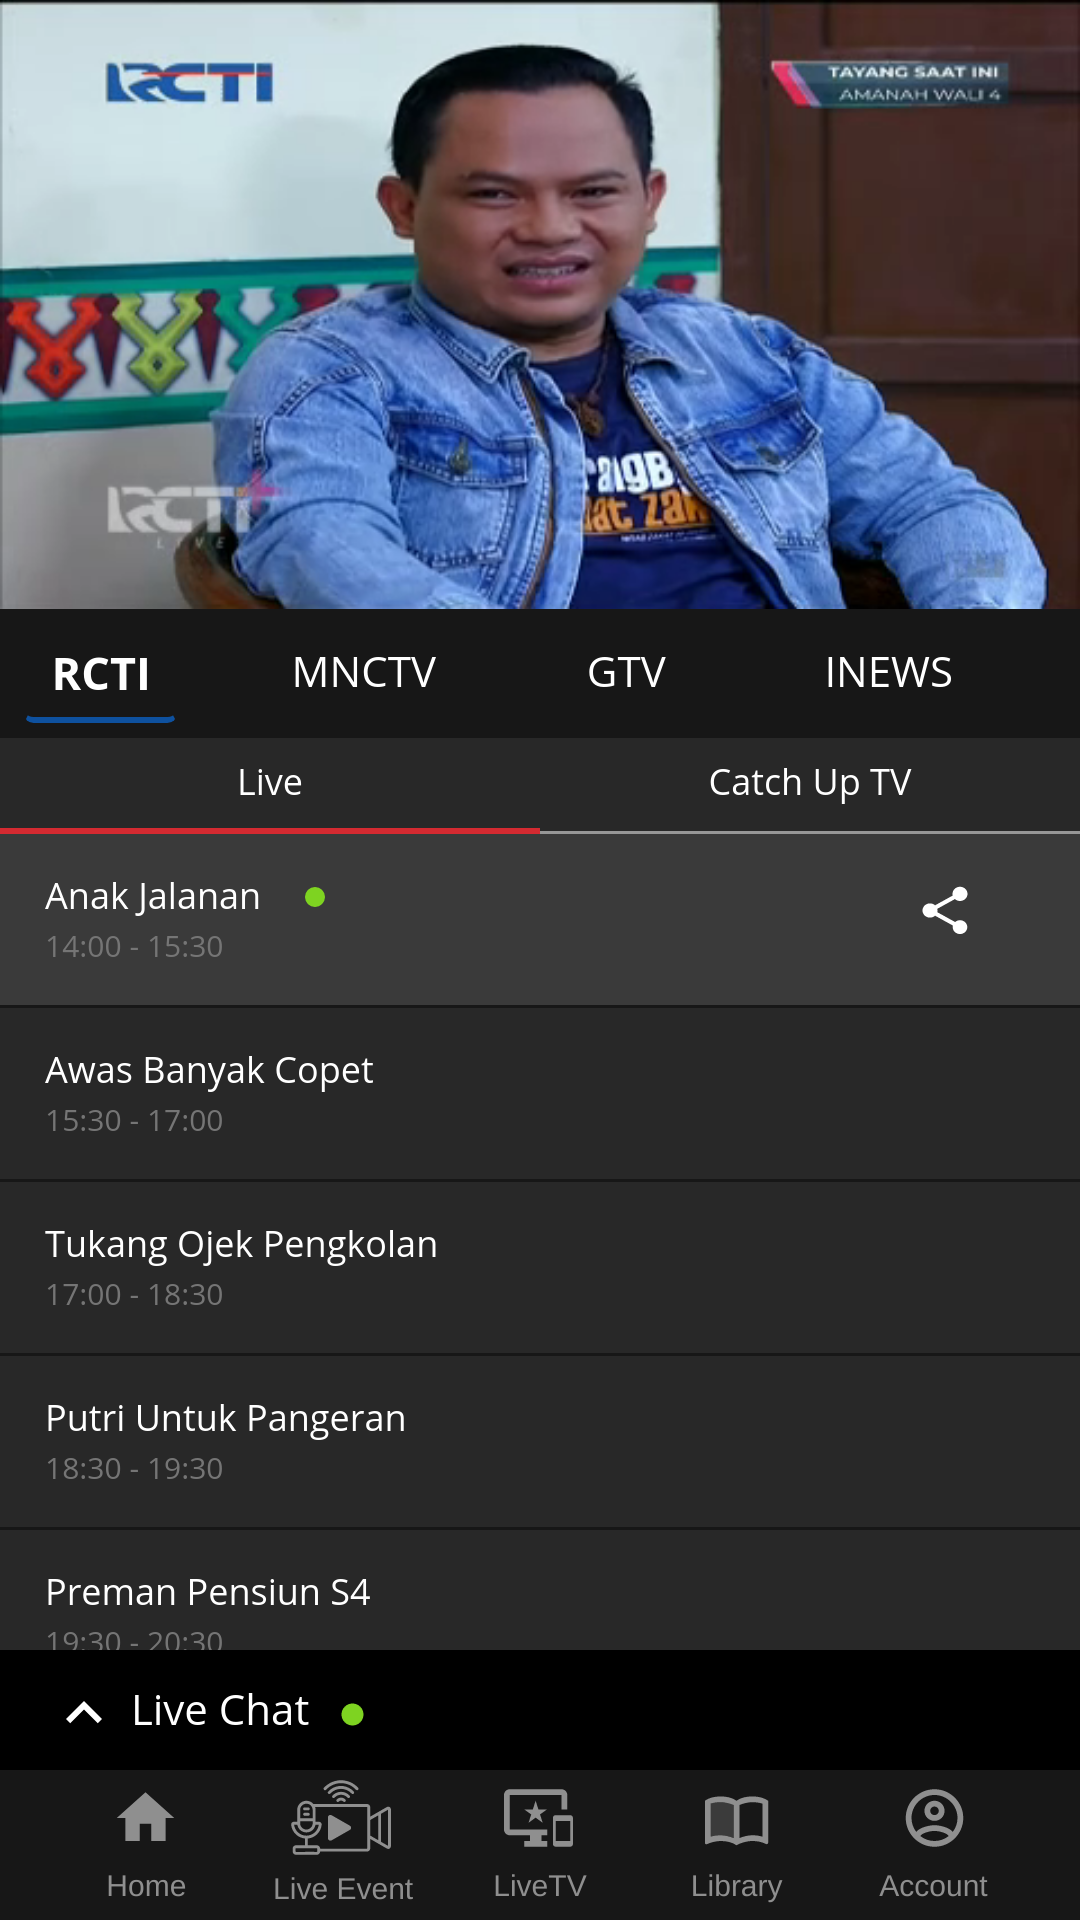 RCTI
TAYANG SAAT INI
AMANAH WALI 4
RCTI+
LIVE
RCTI
MNCTV
GTV
INEWS
Live
Catch Up TV
Anak Jalanan
14:00 - 15:30
Awas Banyak Copet
15:30 - 17:00
Tukang Ojek Pengkolan
17:00 - 18:30
Putri Untuk Pangeran
18:30 - 19:30
Preman Pensiun S4
19:30 - 20:30
Live Chat
Home
Live Event
LiveTV
Library
Account